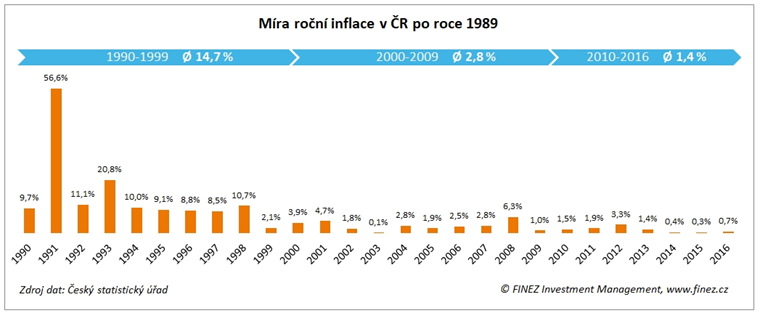 Míra roční inflace v ČR po roce 1989
1990-1999 Ø 14,7 % 2000-2009 Ø 2,8 % 2010-2016 Ø 1,4 %
9,7% 56,6% 11,1% 20,8% 10,0% 9,1% 8,8% 8,5% 10,7% 2,1% 3,9% 4,7% 1,8% 0,1% 2,8% 1,9% 2,5% 2,8% 6,3% 1,0% 1,5% 1,9% 3,3% 1,4% 0,4% 0,3% 0,7%
1990 1991 1992 1993 1994 1995 1996 1997 1998 1999 2000 2001 2002 2003 2004 2005 2006 2007 2008 2009 2010 2011 2012 2013 2014 2015 2016
Zdroj dat: Český statistický úřad © FINEZ Investment Management, www.finez.cz